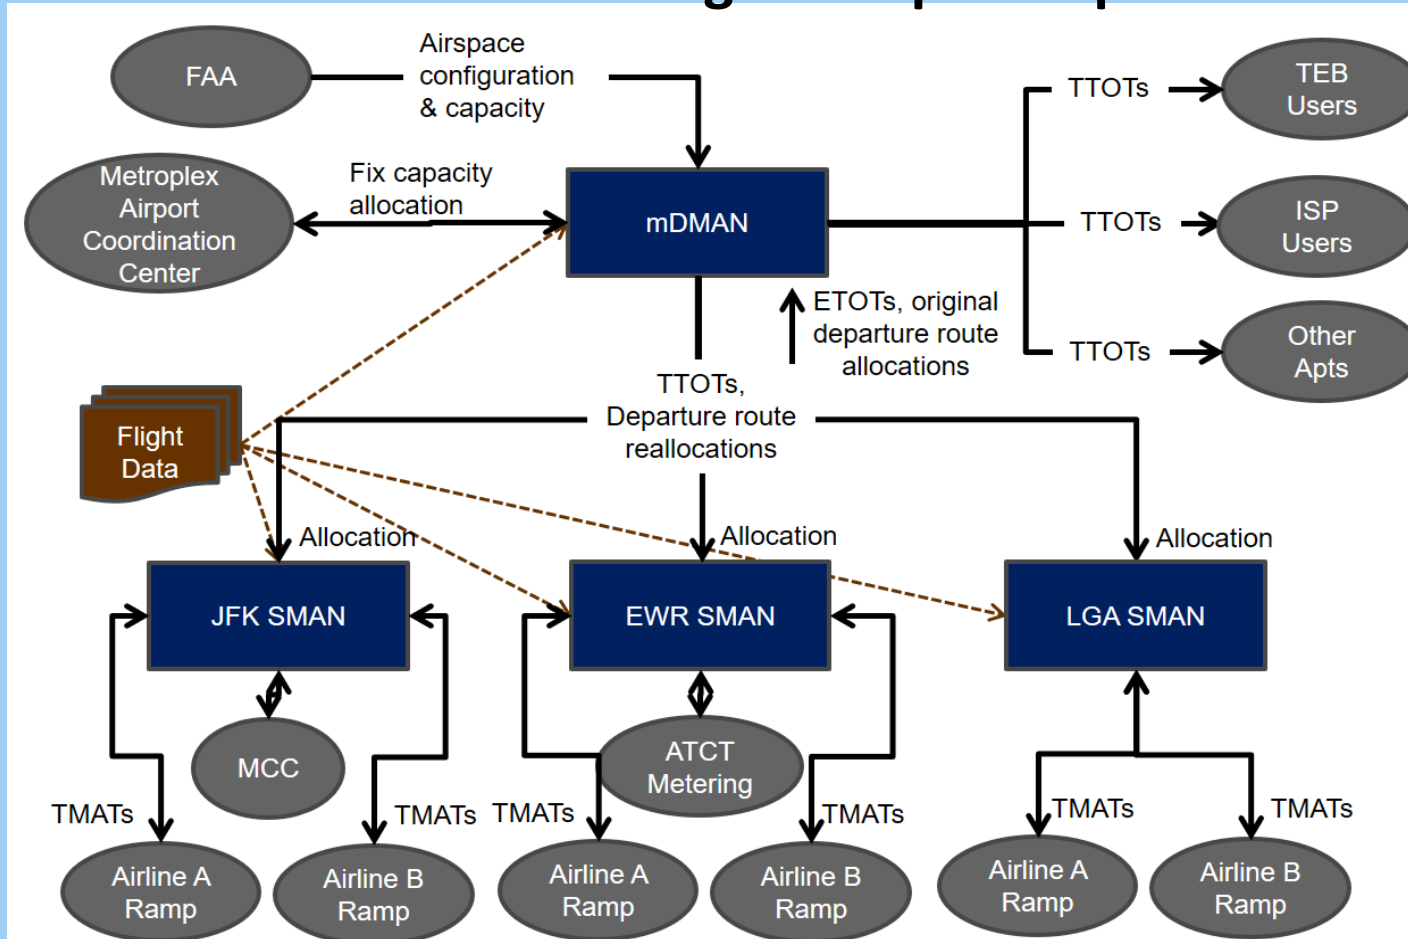 FAA
Airspace
configuration
& capacity
TTOTs
TEB
Users
Metroplex
Airport
Coordination
Center
Fix capacity
allocation
mDMAN
TTOTs
ISP
Users
ETOTs, original
departure route
allocations
TTOTs
Other
Apts
TTOTs,
Departure route
reallocations
Flight
Data
Allocation
Allocation
Allocation
JFK SMAN
EWR SMAN
LGA SMAN
MCC
ATCT
Metering
TMATs
TMATs
TMATs
TMATs
TMATs
TMATs
Airline A
Ramp
Airline B
Ramp
Airline A
Ramp
Airline B
Ramp
Airline A
Ramp
Airline B
Ramp